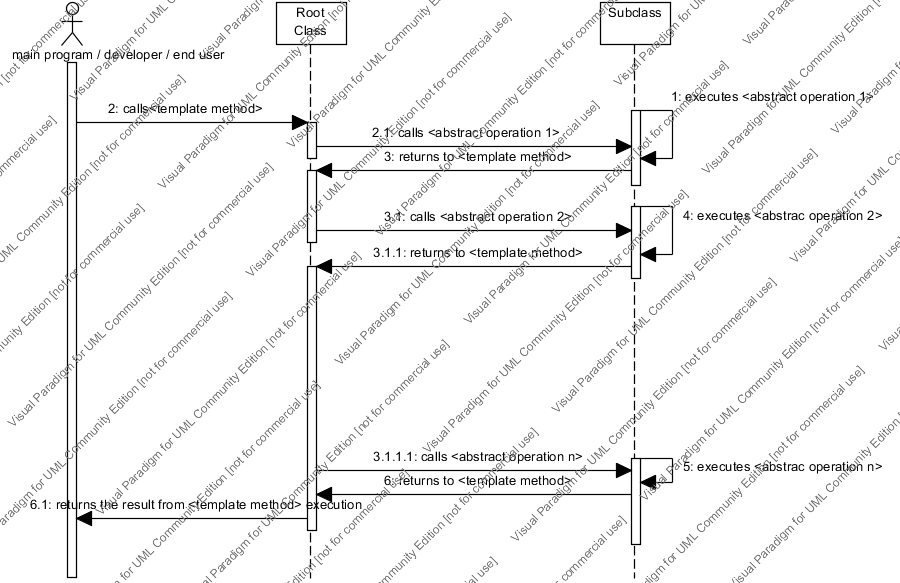 Root
Class
Subclass
main program / developer / end user
1: executes <abstract operation 1>
2: calls<template method>
2.1: calls <abstract operation 1>
3: returns to <template method>
3.1: calls <abstract operation 2>
4: executes <abstrac operation 2>
3.1.1: returns to <template method>
3.1.1.1: calls <abstract operation n>
5: executes <abstrac operation n>
6: returns to <template method>
6.1: returns the result from <template method> execution
Visual Paradigm for UML Community Edition [not for commercial use]